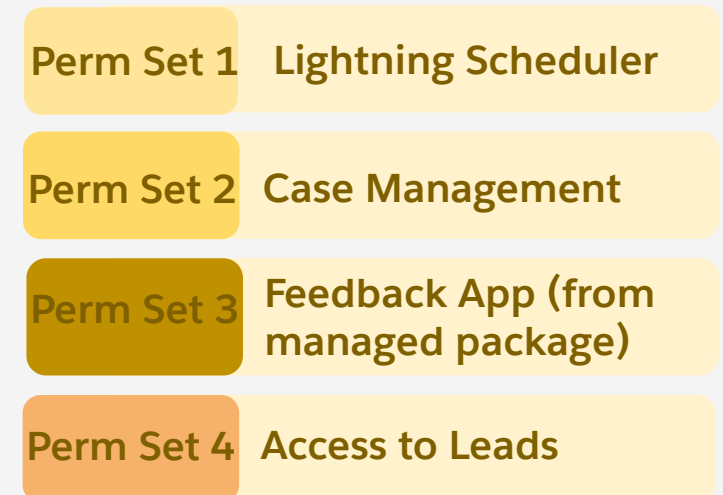 Perm Set 1 Lightning Scheduler
Perm Set 2 Case Management
Perm Set 3 Feedback App (from
managed package)
Perm Set 4 Access to Leads